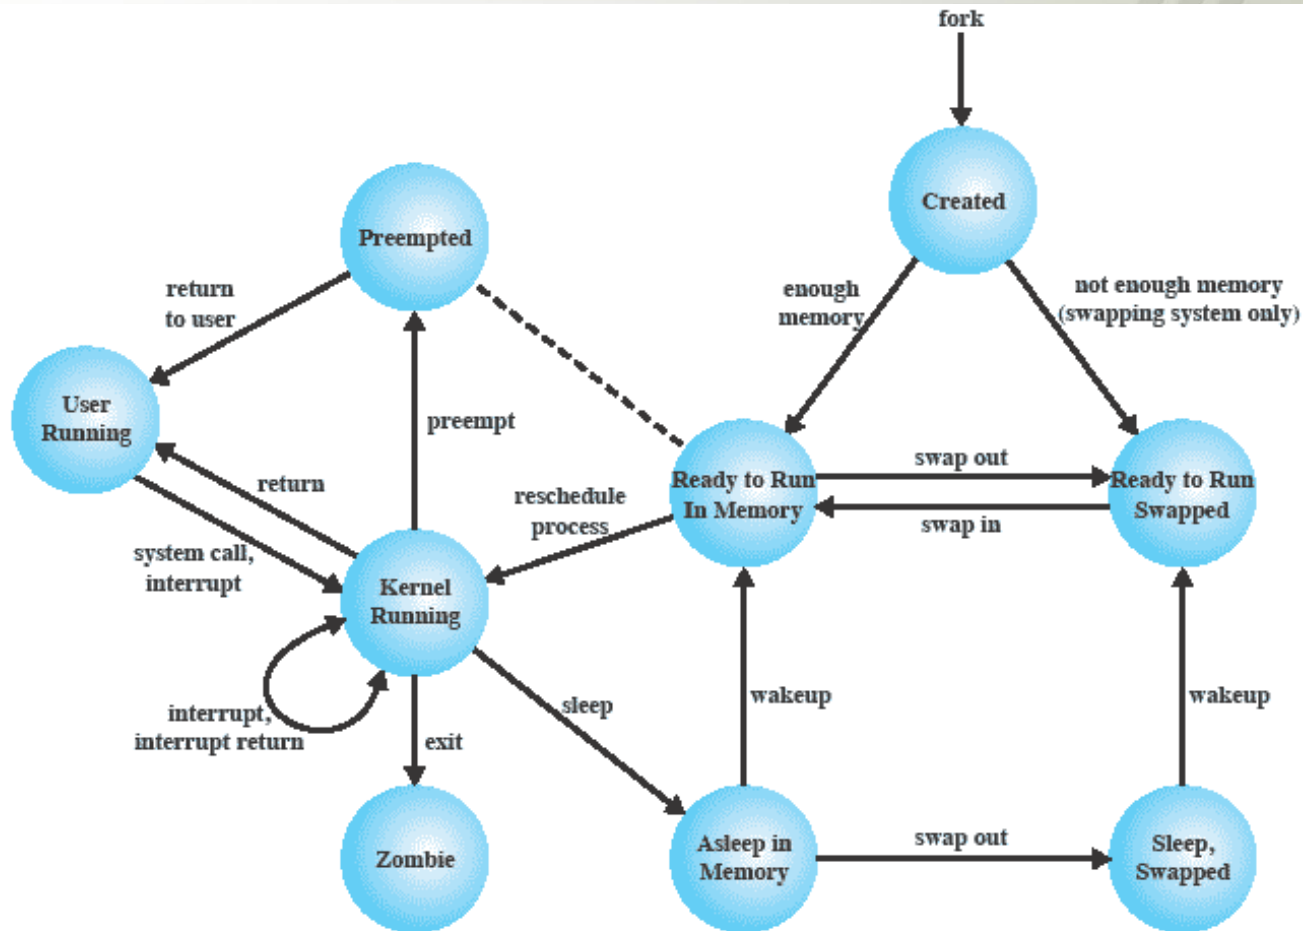 fork
Created
Preempted
return
to user
enough
memory
not enough memory
(swapping system only)
User
Running
preempt
return
reschedule
process
Ready to Run
In Memory
swap out
swap in
Ready to Run
Swapped
system call,
interrupt
Kernel
Running
interrupt,
interrupt return
exit
sleep
wakeup
wakeup
Zombie
Asleep in
Memory
swap out
Sleep,
Swapped